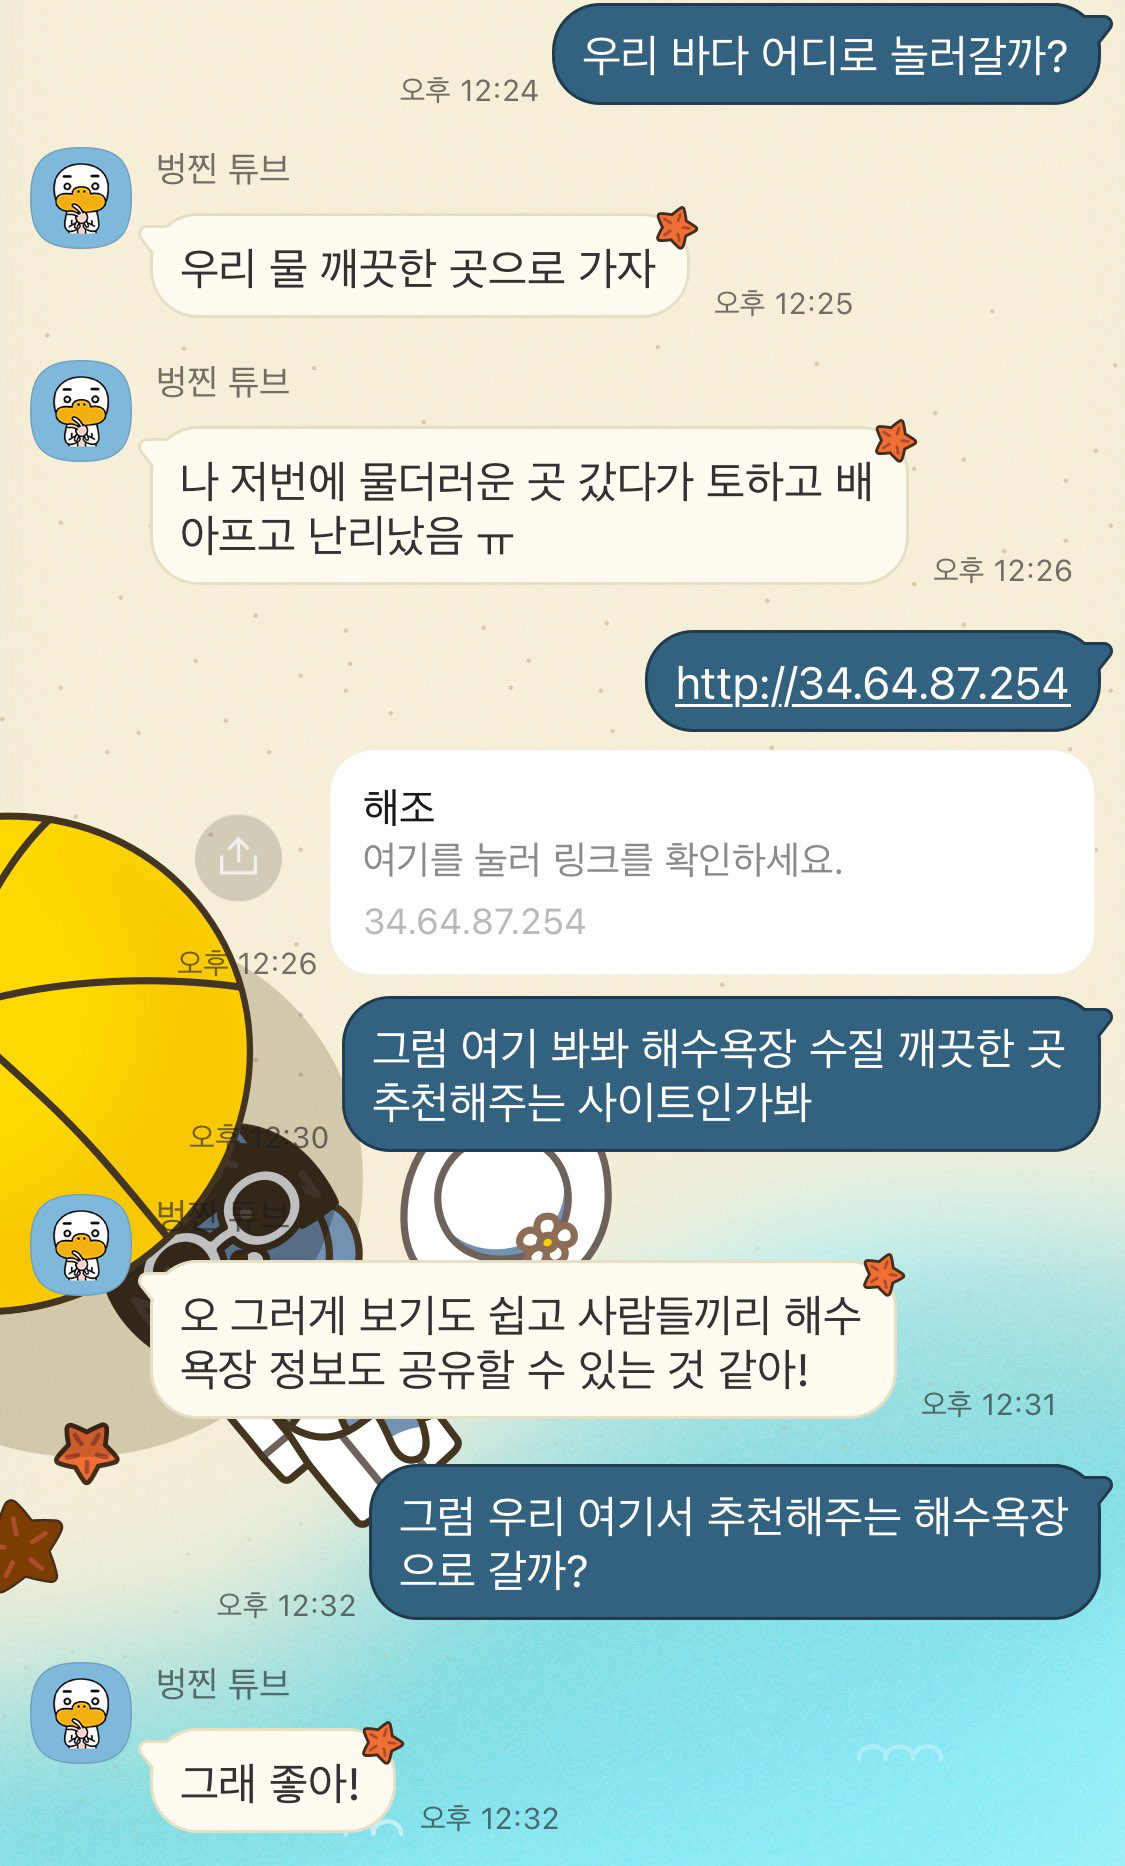 우리 바다 어디로 놀러갈까?
오후 12:24
벙찐 튜브
우리 물 깨끗한 곳으로 가자
오후 12:25
벙찐 튜브
나 저번에 물더러운 곳 갔다가 토하고 배
아프고 난리났음 ㅠ
오후 12:26
http://34.64.87.254
해조
여기를 눌러 링크를 확인하세요.
34.64.87.254
오후 12:26
그럼 여기 봐봐 해수욕장 수질 깨끗한 곳
추천해주는 사이트인가봐
오후 12:30
벙찐 튜브
오 그러게 보기도 쉽고 사람들끼리 해수
욕장 정보도 공유할 수 있는 것 같아!
오후 12:31
그럼 우리 여기서 추천해주는 해수욕장
으로 갈까?
오후 12:32
벙찐 튜브
그래 좋아!
오후 12:32